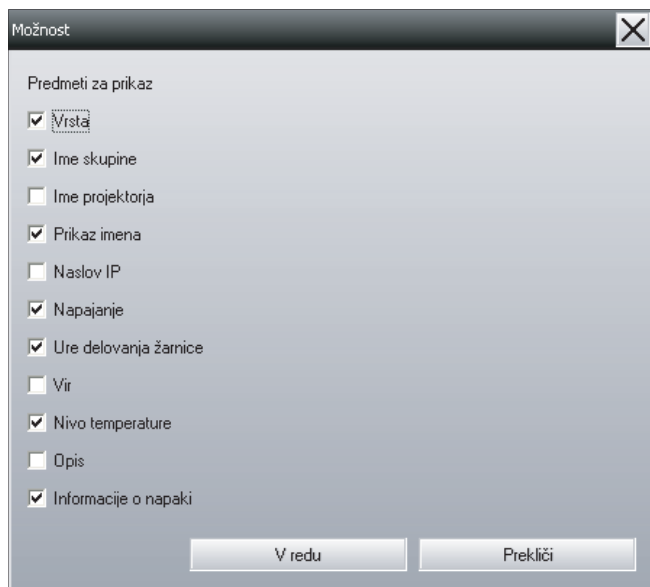 Možnost
Predmeti za prikaz
Vrsta
Ime skupine
Ime projektorja
Prikaz imena
Naslov IP
Napajanje
Ure delovanja žarnice
Vir
Nivo temperature
Opis
Informacije o napaki
V redu
Prekliči